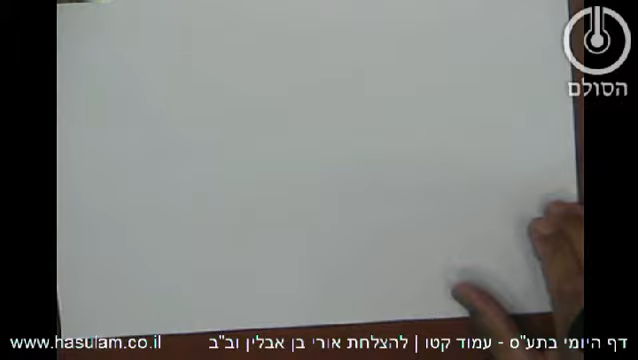 הסולם
דף היומי בתע"ס - עמוד קטו | להצלחת אורי בן אבלין וב"ב
www.hasulam.co.il